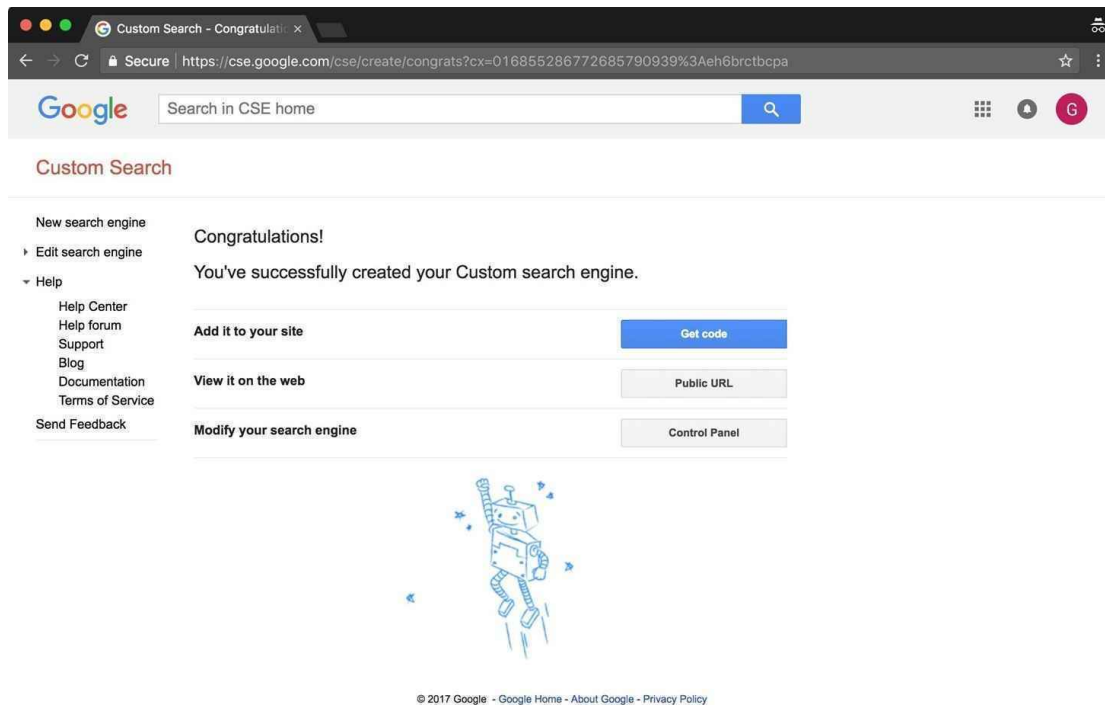 Custom Search - Congratulati
Secure | https://cse.google.com/cse/create/congrats?cx=016855286772685790939%3Aeh6brctbcpa
Google
Search in CSE home
G
Custom Search
New search engine
Edit search engine
Help
Help Center
Help forum
Support
Blog
Documentation
Terms of Service
Send Feedback
Congratulations!
You've successfully created your Custom search engine.
Add it to your site
Get code
View it on the web
Public URL
Modify your search engine
Control Panel
© 2017 Google - Google Home - About Google - Privacy Policy